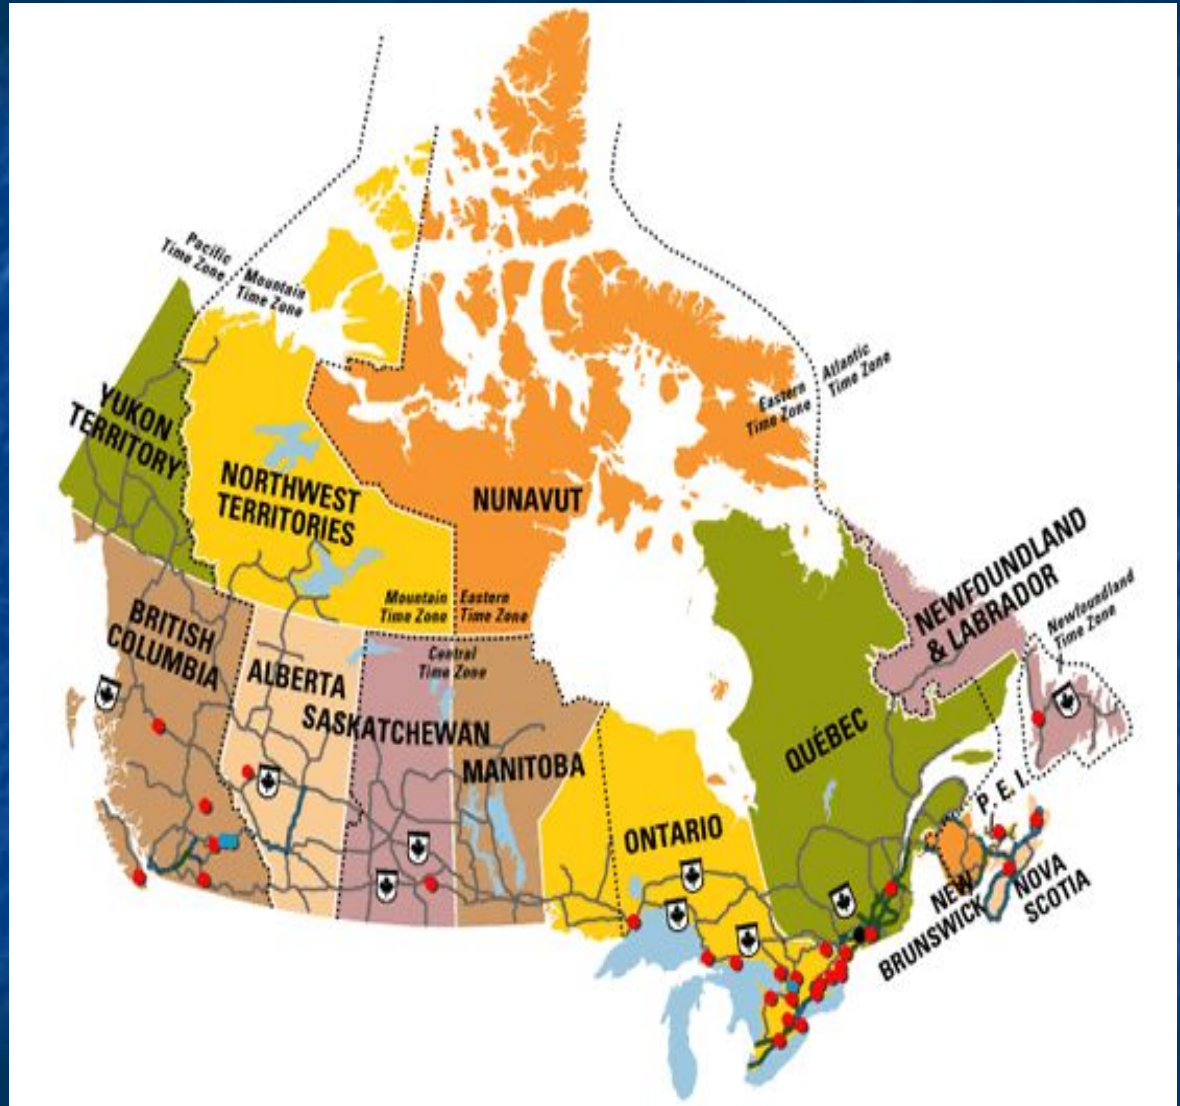 Pacific
Time Zone
Mountain
Time Zone
Atlantic
Time Zone
Eastern
Time Zone
YUKON
TERRITORY
NORTHWEST
TERRITORIES
NUNAVUT
NEWFOUNDLAND
& LABRADOR
Newfoundland
Time Zone
Mountain
Time Zone
Eastern
Time Zone
BRITISH
COLUMBIA
Central
Time Zone
ALBERTA
SASKATCHEWAN
MANITOBA
QUÉBEC
P. E. I.
ONTARIO
NEW
BRUNSWICK
NOVA
SCOTIA